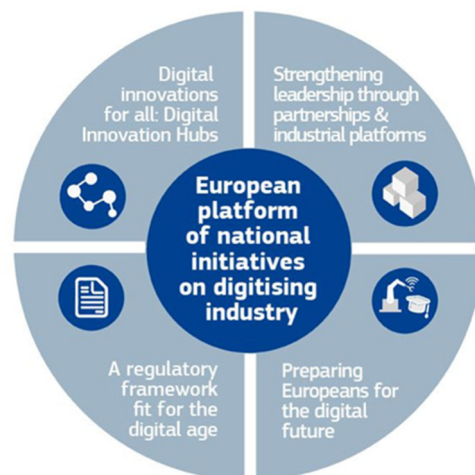 Digital
innovations
for all: Digital
Innovation Hubs
Strengthening
leadership through
partnerships &
industrial platforms
European
platform
of national
initiatives
on digitising
industry
A regulatory
framework
fit for the
digital age
Preparing
Europeans for
the digital
future